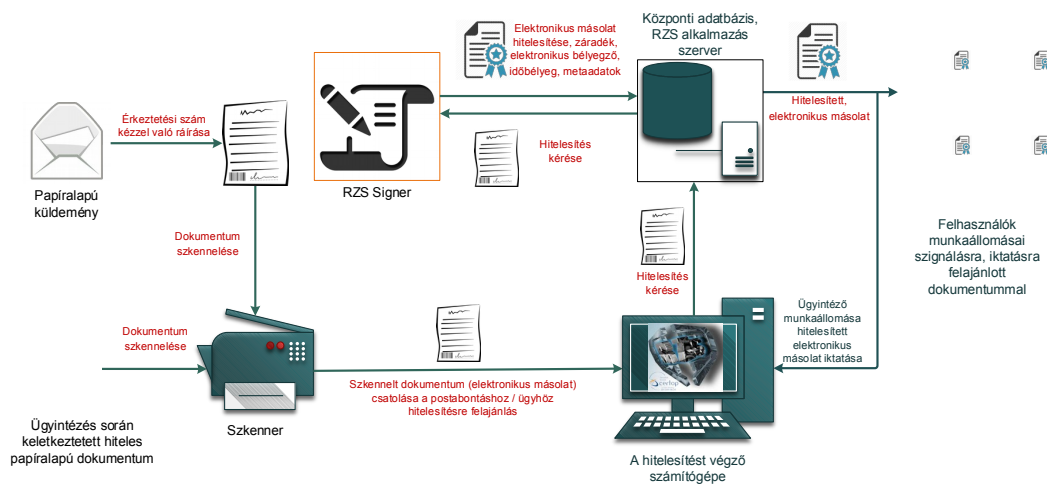 Központi adatbázis,
RZS alkalmazás
szerver
Elektronikus másolat
hitelesítése, záradék,
elektronikus bélyegző,
időbélyeg, metaadatok
Hitelesített,
elektronikus másolat
Érkeztetési szám
kézzel való ráírása
Hitelesítés
kérése
RZS Signer
Papíralapú
küldemény
Dokumentum
szkennelése
Hitelesítés
kérése
Felhasználók
munkaállomásai
szignálásra, iktatásra
felajánlott
dokumentummal
Dokumentum
szkennelése
Ügyintéző
munkaállomása
hitelesített
elektronikus
másolat iktatása
certop
Szkennelt dokumentum (elektronikus másolat)
csatolása a postabontáshoz / ügyhöz
hitelesítésre felajánlás
Szkenner
Ügyintézés során
keletkeztetett hiteles
papíralapú dokumentum
A hitelesítést végző
számítógépe